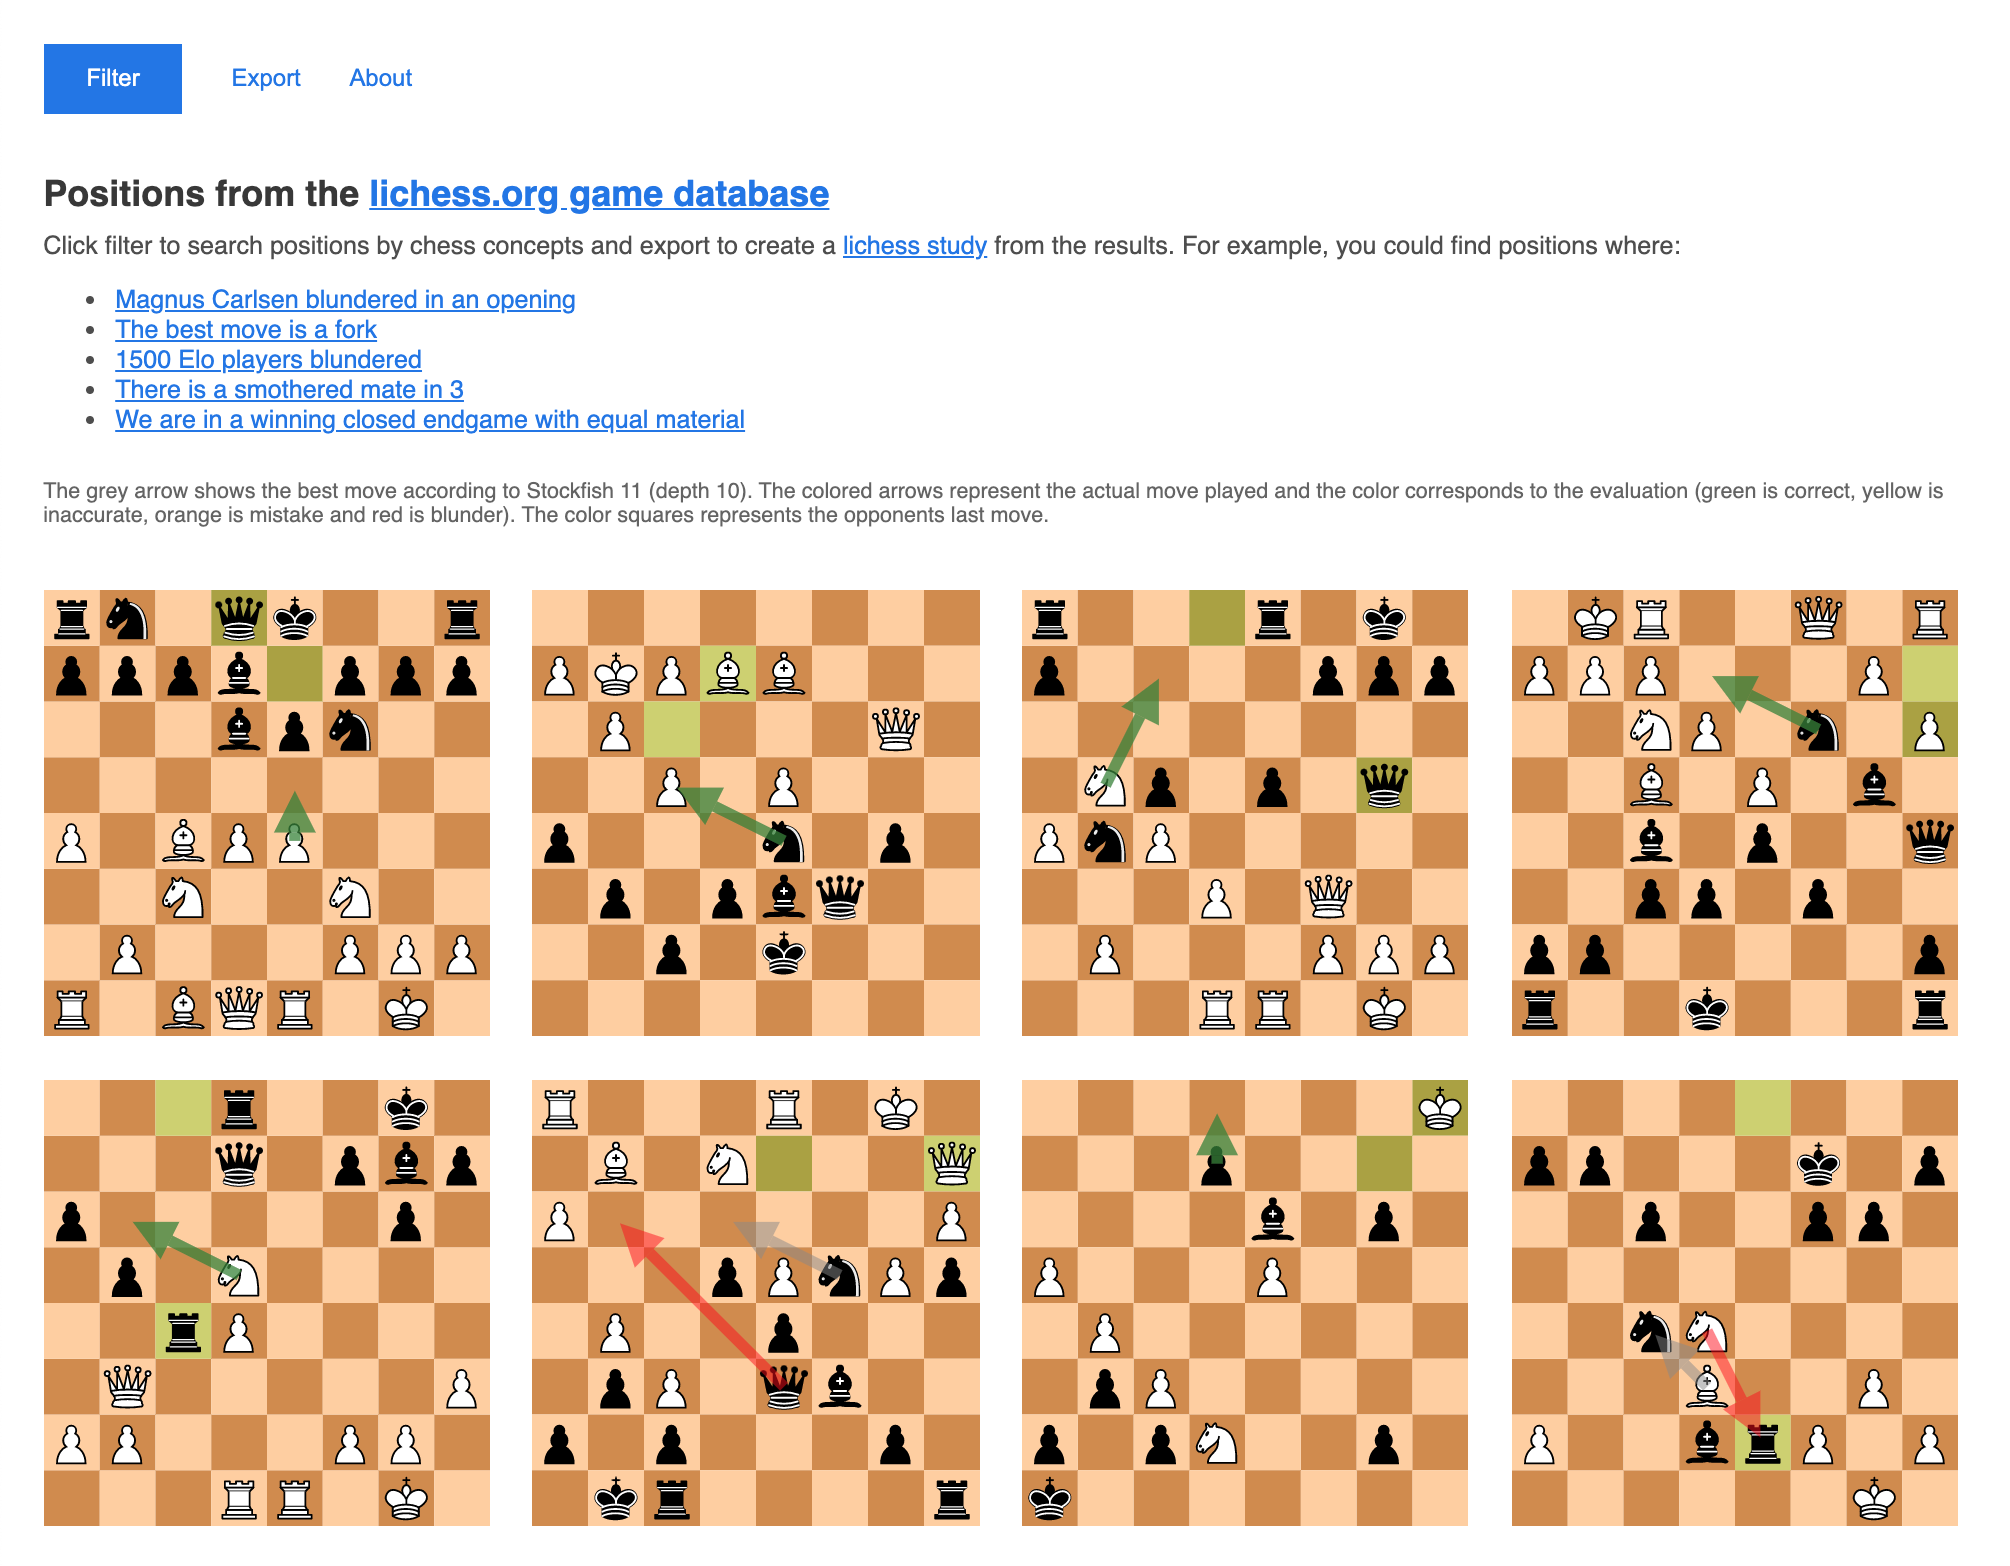 Filter Export About
Positions from the lichess.org game database
Click filter to search positions by chess concepts and export to create a lichess study from the results. For example, you could find positions where:
• Magnus Carlsen blundered in an opening
• The best move is a fork
• 1500 Elo players blundered
• There is a smothered mate in 3
• We are in a winning closed endgame with equal material
The grey arrow shows the best move according to Stockfish 11 (depth 10). The colored arrows represent the actual move played and the color corresponds to the evaluation (green is correct, yellow is
inaccurate, orange is mistake and red is blunder). The color squares represents the opponents last move.